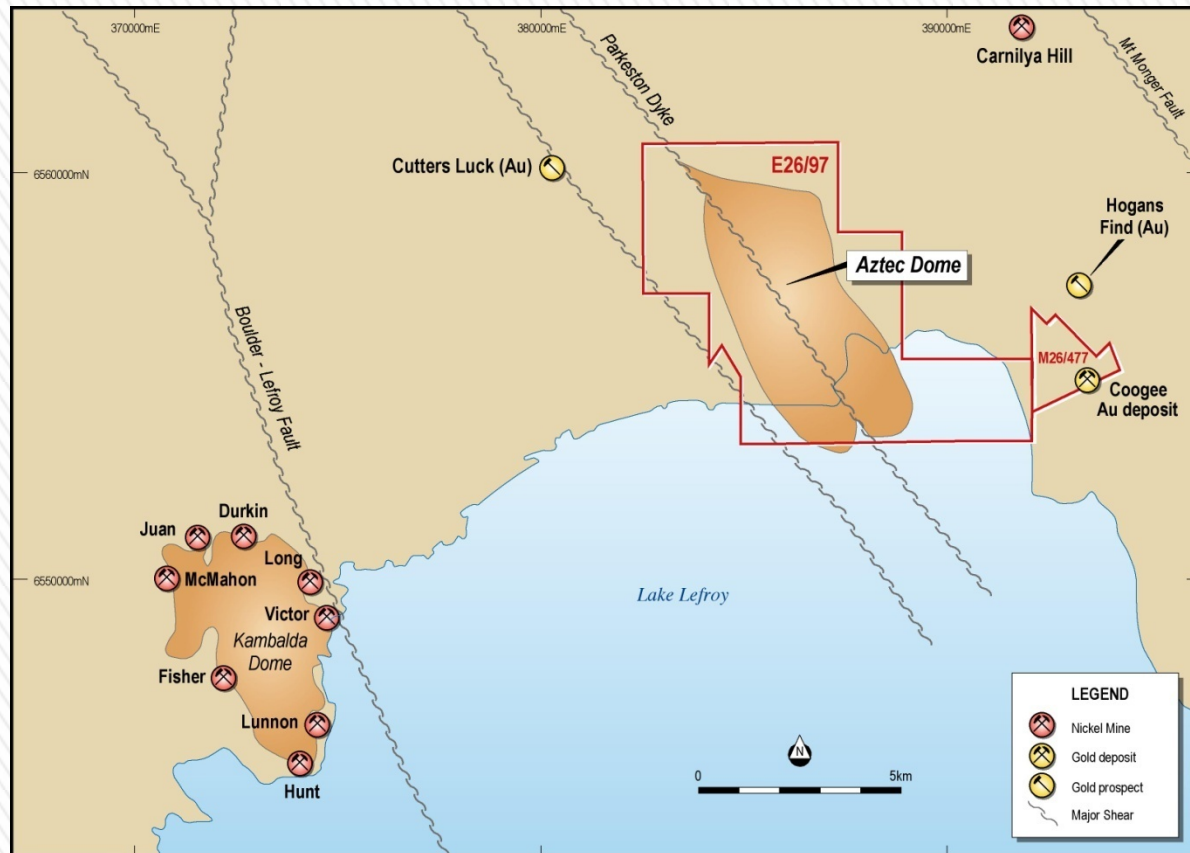 370000mE
380000mE
390000mE
Carnilya Hill
Mt Monger Fault
Parkeston Dyke
6560000mN
Cutters Luck (Au)
E26/97
Hogans
Find (Au)
Aztec Dome
Boulder - Lefroy Fault
M26/477
Coogee
Au deposit
Durkin
Juan
Long
6550000mN
McMahon
Lake Lefroy
Victor
Kambalda
Dome
Fisher
Lunnon
Hunt
N
0
5km
LEGEND
Nickel Mine
Gold deposit
Gold prospect
Major Shear